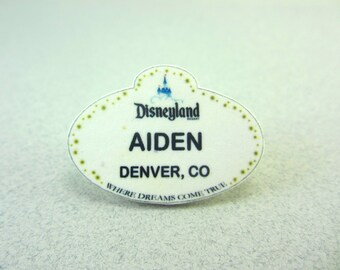 Disneyland
AIDEN
DENVER, CO
WHERE DREAMS COME TRUE